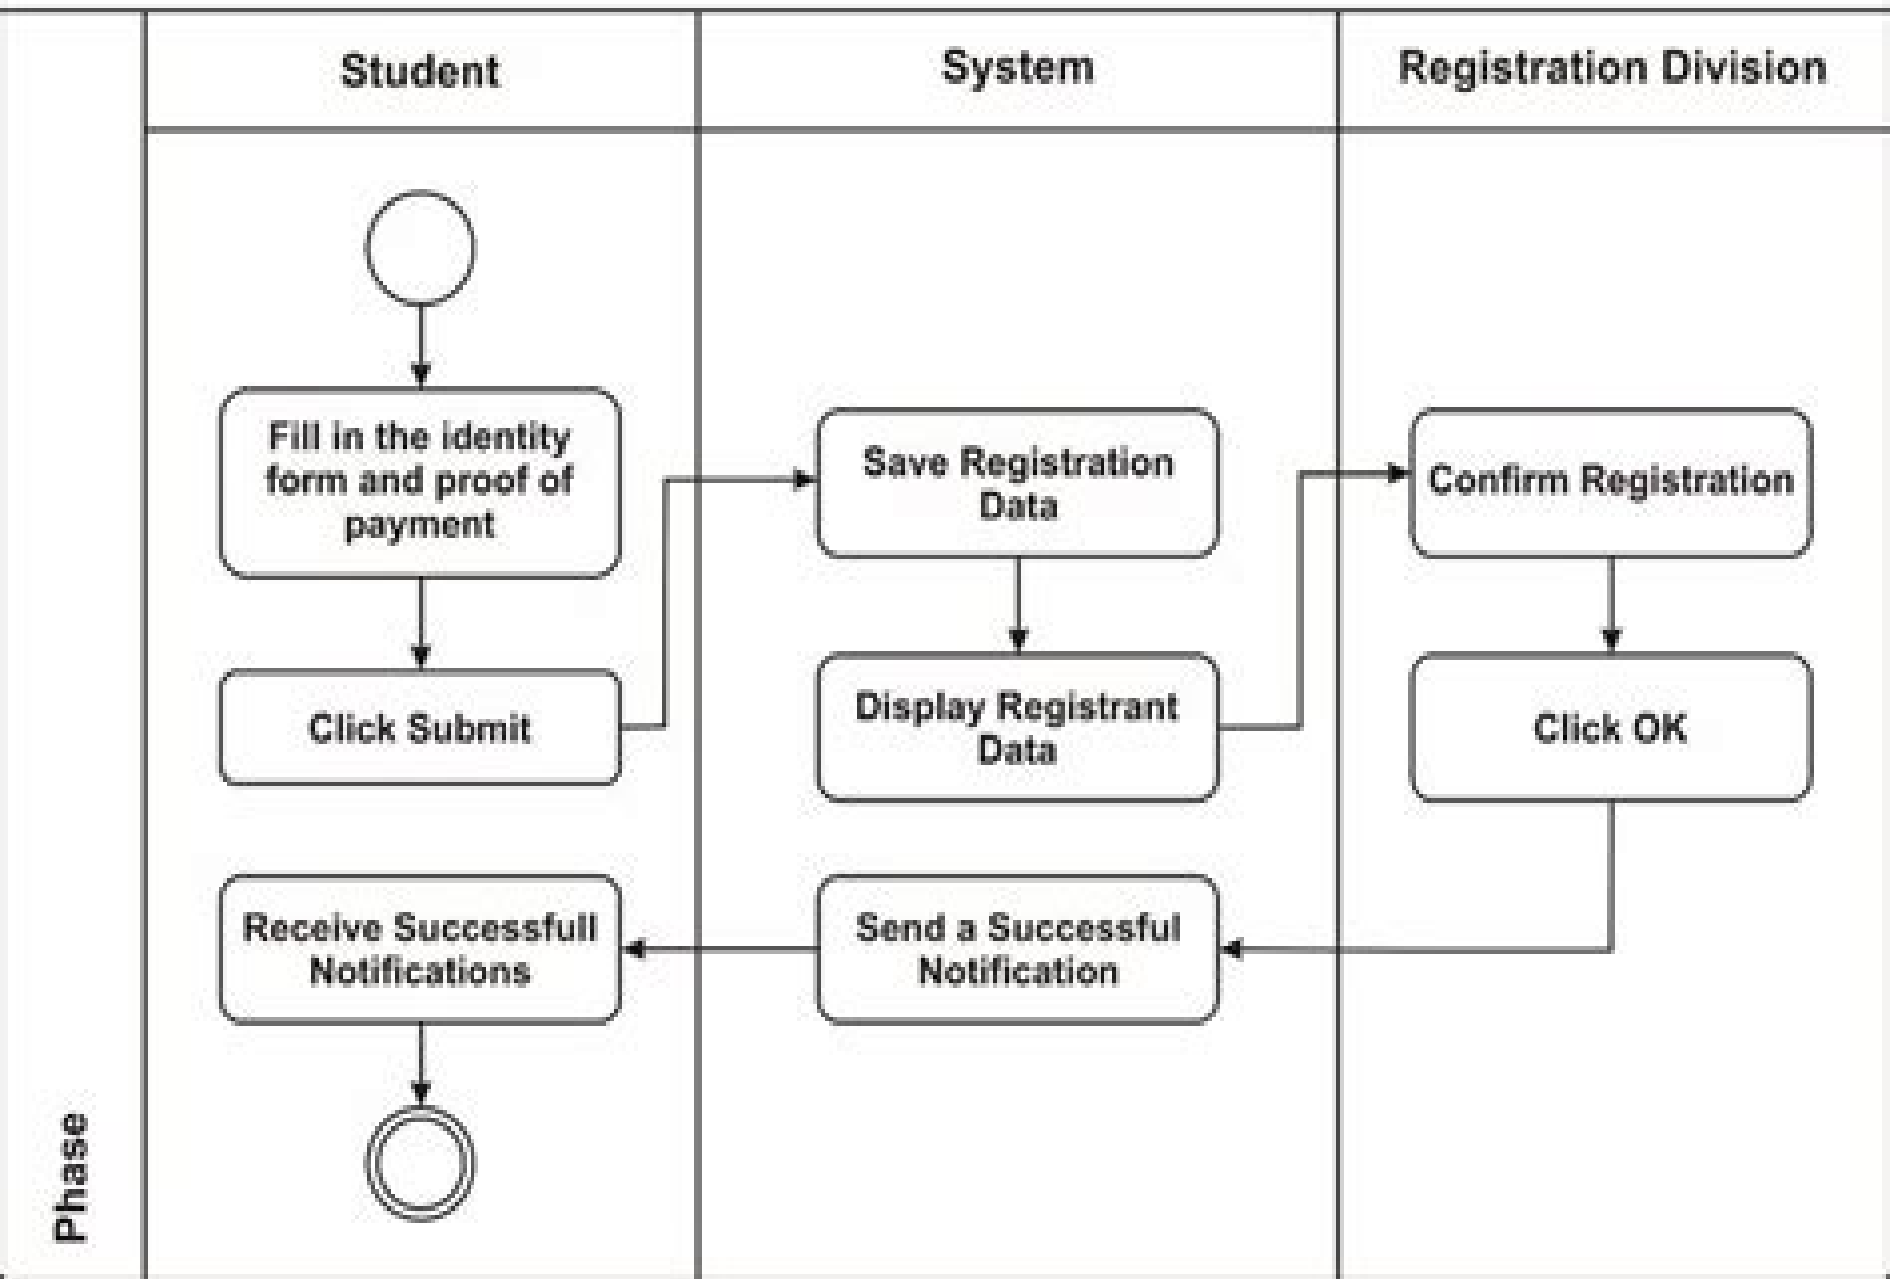 Student
System
Registration Division
Fill in the identity
form and proof of
payment
Save Registration
Data
Confirm Registration
Click Submit
Display Registrant
Data
Click OK
Receive Successfull
Notifications
Send a Successful
Notification
Phase